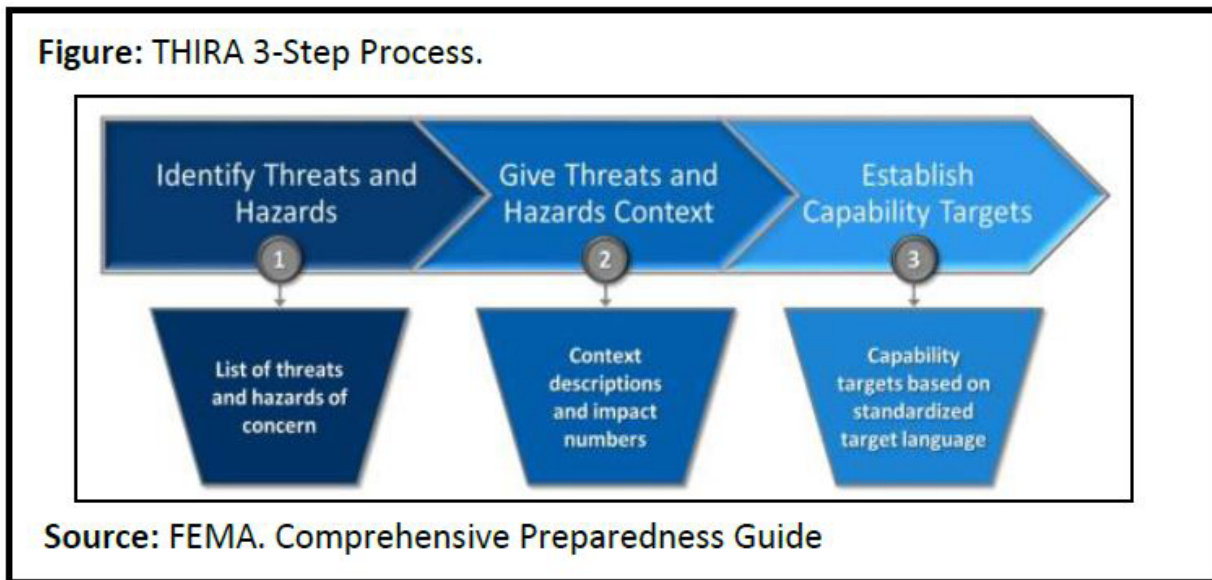 Figure: THIRA 3-Step Process.
Identify Threats and
Hazards
1
Give Threats and
Hazards Context
2
Establish
Capability Targets
3
List of threats
and hazards of
concern
Context
descriptions
and impact
numbers
Capability
targets based on
standardized
target language
Source: FEMA. Comprehensive Preparedness Guide